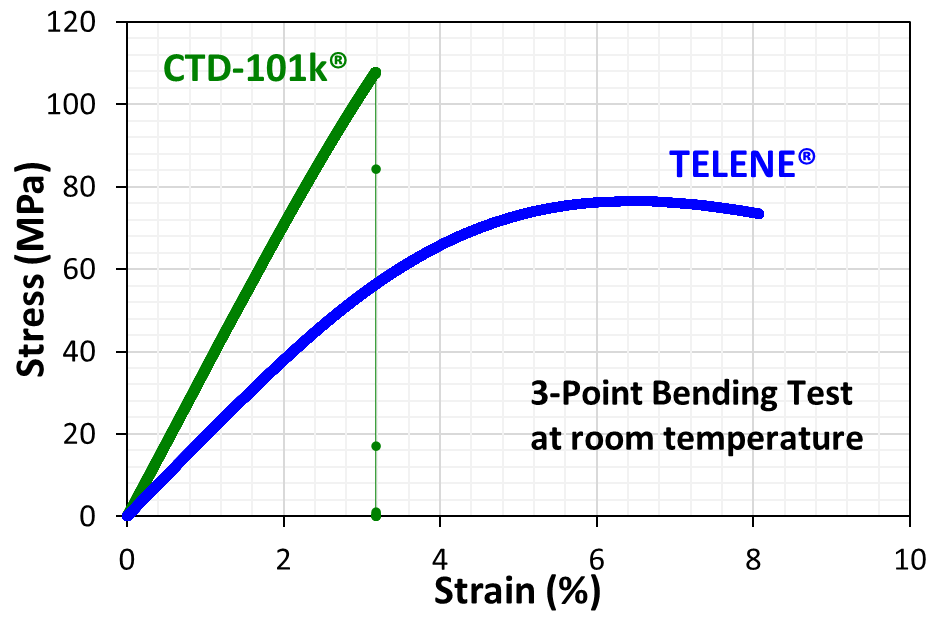 120
100
80
60
40
20
0
Stress (MPa)
CTD-101k®
TELENE®
3-Point Bending Test
at room temperature
0 2 4 6 8 10
Strain (%)